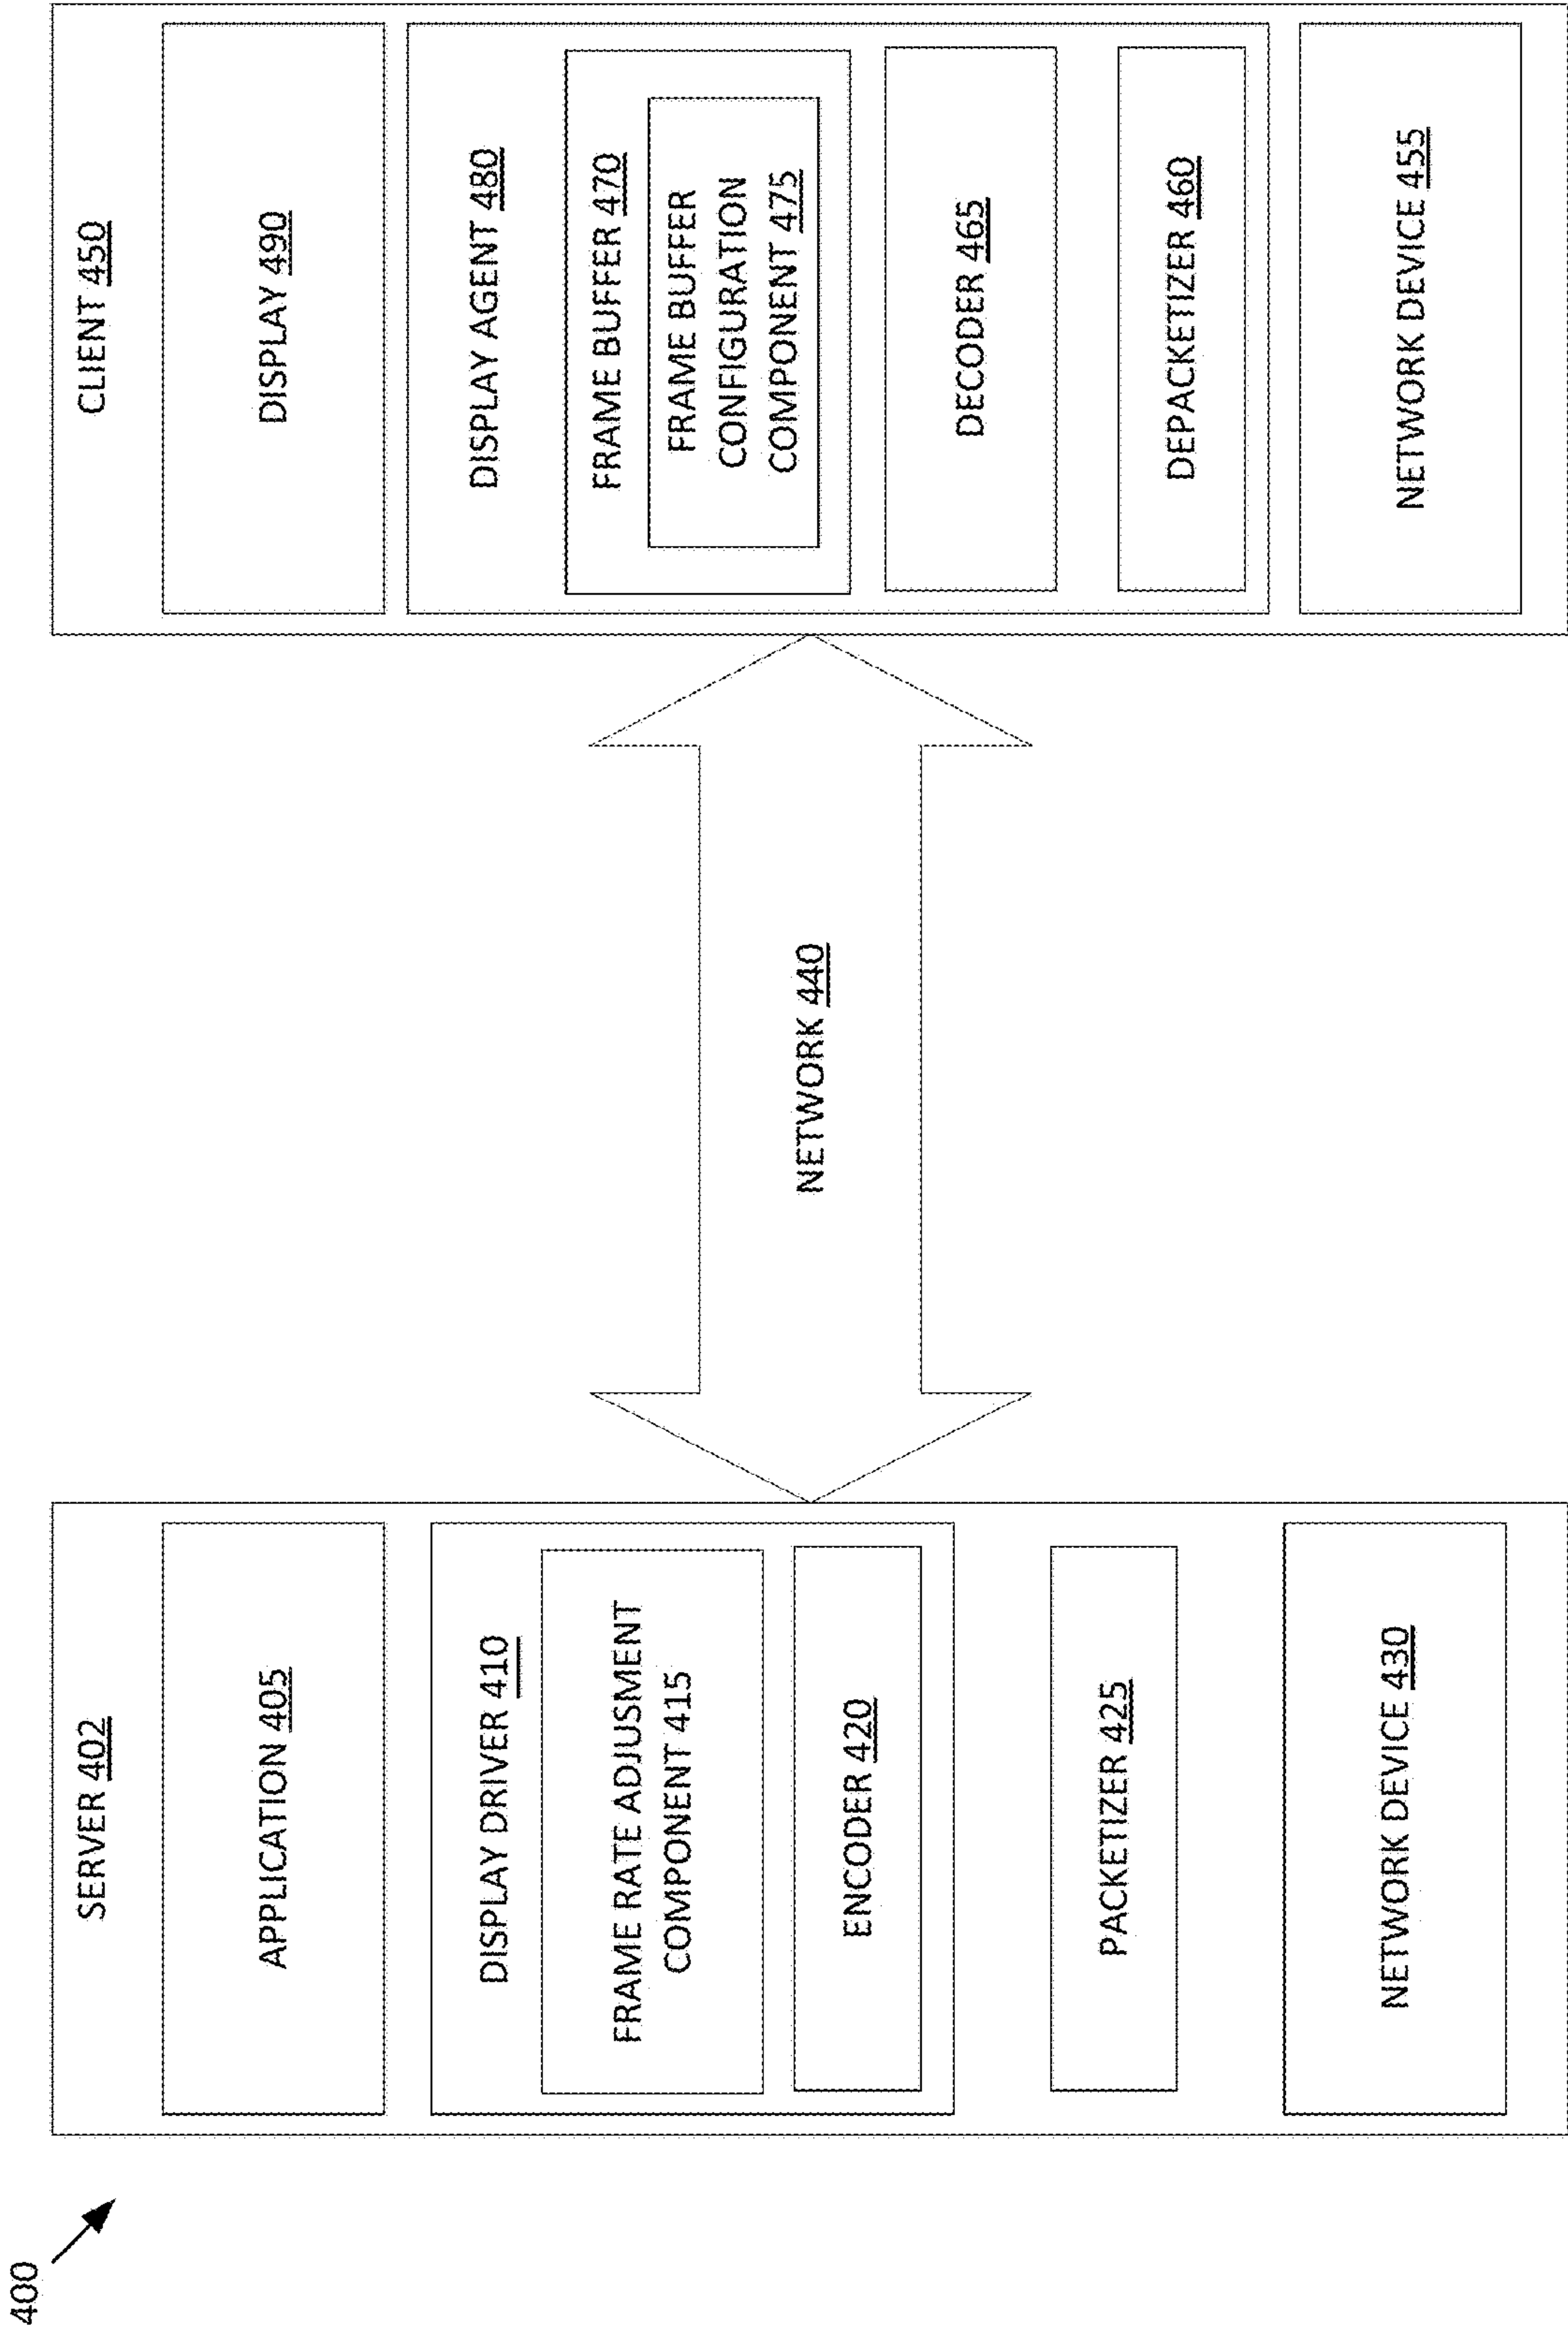 400
SERVER 402
APPLICATION 405
DISPLAY DRIVER 410
FRAME RATE ADJUSMENT
COMPONENT 415
ENCODER 420
PACKETIZER 425
NETWORK DEVICE 430
NETWORK 440
CLIENT 450
DISPLAY 490
DISPLAY AGENT 480
FRAME BUFFER 470
FRAME BUFFER
CONFIGURATION
COMPONENT 475
DECODER 465
DEPACKETIZER 460
NETWORK DEVICE 455